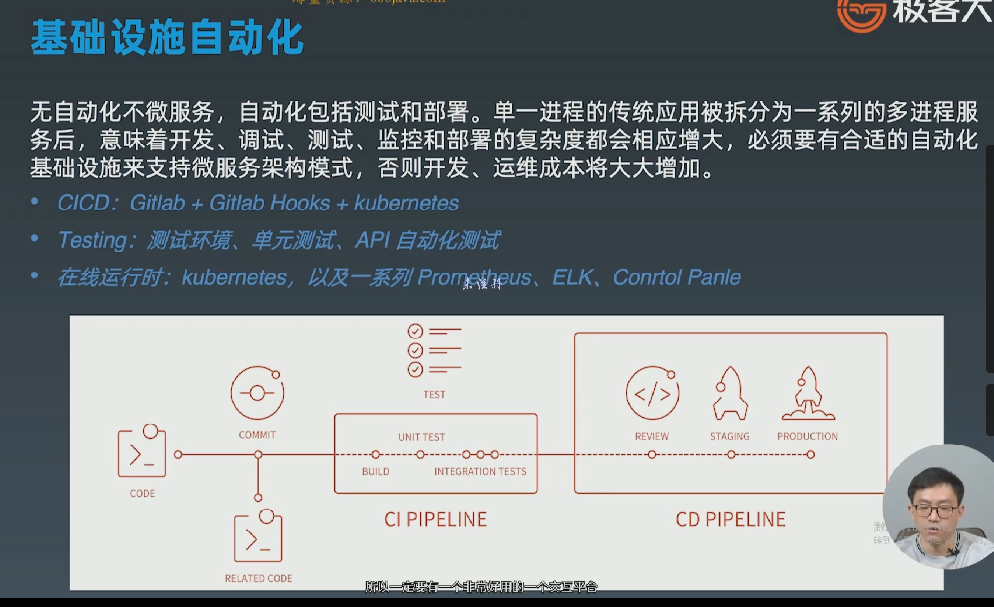 极客大
基础设施自动化
无自动化不微服务，自动化包括测试和部署。单一进程的传统应用被拆分为一系列的多进程服
务后，意味着开发、调试、测试、监控和部署的复杂度都会相应增大，必须要有合适的自动化
基础设施来支持微服务架构模式，否则开发、运维成本将大大增加。
• CICD：Gitlab + Gitlab Hooks + kubernetes
• Testing：测试环境、单元测试、API 自动化测试
• 在线运行时：kubernetes，以及一系列 Prometheus、ELK、Conrtol Panle
TEST
COMMIT
UNIT TEST
REVIEW
STAGING
PRODUCTION
BUILD
INTEGRATION TESTS
CODE
CI PIPELINE
CD PIPELINE
RELATED CODE
所以一定要有一个非常好用的一个交互平台